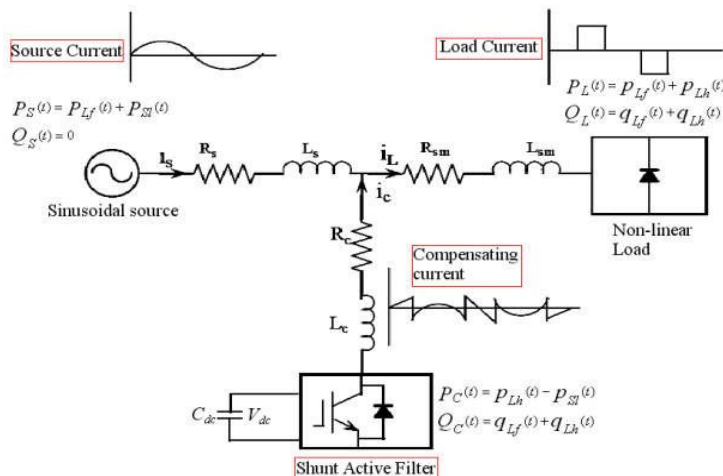 Source Current
Load Current
P_S(t) = P_Lf(t) + P_Sl(t)
Q_S(t) = 0
P_L(t) = p_Lf(t) + p_Lh(t)
Q_L(t) = q_Lf(t) + q_Lh(t)
i_s
R_s
L_s
i_L
R_sm
L_sm
i_c
Sinusoidal source
Non-linear
Load
R_c
Compensating
current
L_c
C_dc
V_dc
P_C(t) = p_Lh(t) − p_Sl(t)
Q_C(t) = q_Lf(t) + q_Lh(t)
Shunt Active Filter